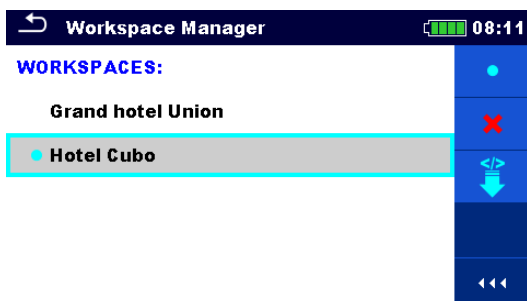 Workspace Manager 08:11
WORKSPACES:
Grand hotel Union
Hotel Cubo
</>